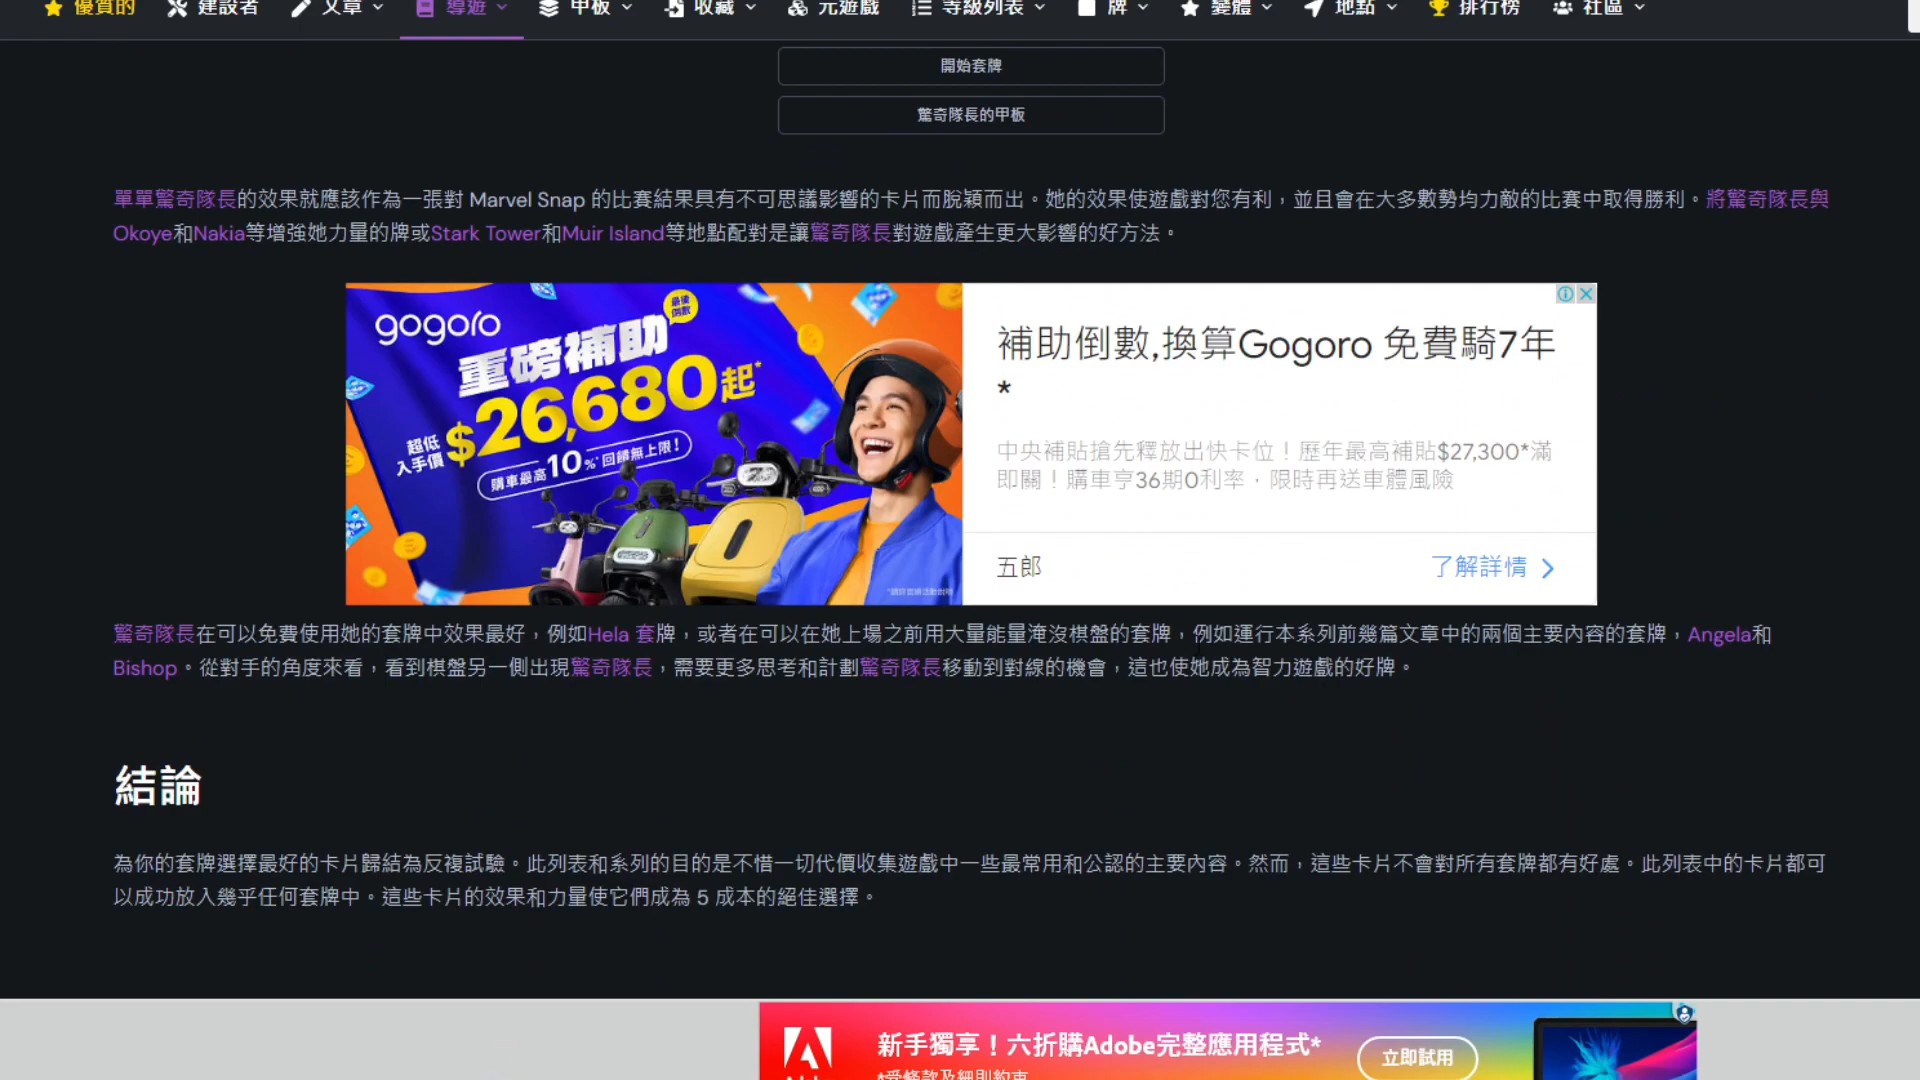 優質的 建設者 文章 導遊 甲板 收藏 元遊戲 等級列表 牌 變體 地點 排行榜 社區
開始套牌
驚奇隊長的甲板
單單驚奇隊長的效果就應該作為一張對 Marvel Snap 的比賽結果具有不可思議影響的卡片而脫穎而出。她的效果使遊戲對您有利，並且會在大多數勢均力敵的比賽中取得勝利。將驚奇隊長與
Okoye和Nakia等增強她力量的牌或Stark Tower和Muir Island等地點配對是讓驚奇隊長對遊戲產生更大影響的好方法。
gogoro
最後
倒數
重磅補助
超低
入手價
$26,680起*
購車最高10%*回饋無上限！
補助倒數,換算Gogoro 免費騎7年
*
中央補貼搶先釋放出快卡位！歷年最高補貼$27,300*滿
即關！購車亨36期0利率，限時再送車體風險
五郎
了解詳情
驚奇隊長在可以免費使用她的套牌中效果最好，例如Hela 套牌，或者在可以在她上場之前用大量能量淹沒棋盤的套牌，例如運行本系列前幾篇文章中的兩個主要內容的套牌，Angela和
Bishop。從對手的角度來看，看到棋盤另一側出現驚奇隊長，需要更多思考和計劃驚奇隊長移動到對線的機會，這也使她成為智力遊戲的好牌。
結論
為你的套牌選擇最好的卡片歸結為反複試驗。此列表和系列的目的是不惜一切代價收集遊戲中一些最常用和公認的主要內容。然而，這些卡片不會對所有套牌都有好處。此列表中的卡片都可
以成功放入幾乎任何套牌中。這些卡片的效果和力量使它們成為 5 成本的絕佳選擇。
新手獨享！六折購Adobe完整應用程式*
*受條款及細則約束
立即試用